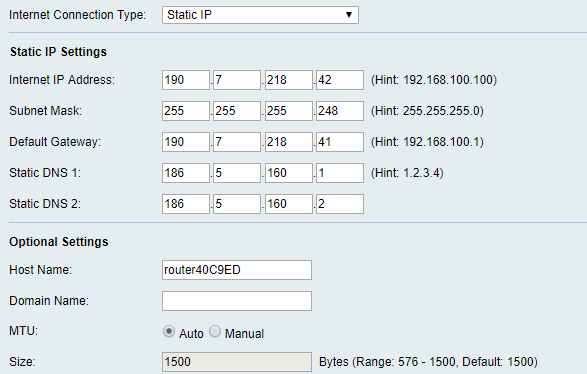 Internet Connection Type: Static IP
Static IP Settings
Internet IP Address: 190 . 7 . 218 . 42 (Hint: 192.168.100.100)
Subnet Mask: 255 . 255 . 255 . 248 (Hint: 255.255.255.0)
Default Gateway: 190 . 7 . 218 . 41 (Hint: 192.168.100.1)
Static DNS 1: 186 . 5 . 160 . 1 (Hint: 1.2.3.4)
Static DNS 2: 186 . 5 . 160 . 2
Optional Settings
Host Name: router40C9ED
Domain Name:
MTU: Auto Manual
Size: 1500 Bytes (Range: 576 - 1500, Default: 1500)